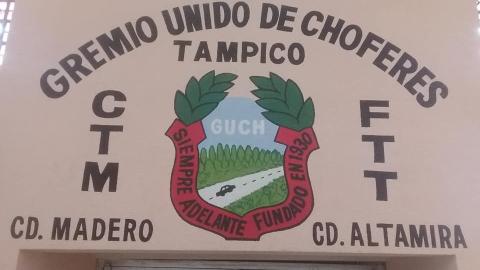 GREMIO UNIDO DE CHOFERES
TAMPICO
CTM
FTT
GUCH
SIEMPRE ADELANTE FUNDADO EN 1930
CD. MADERO
CD. ALTAMIRA